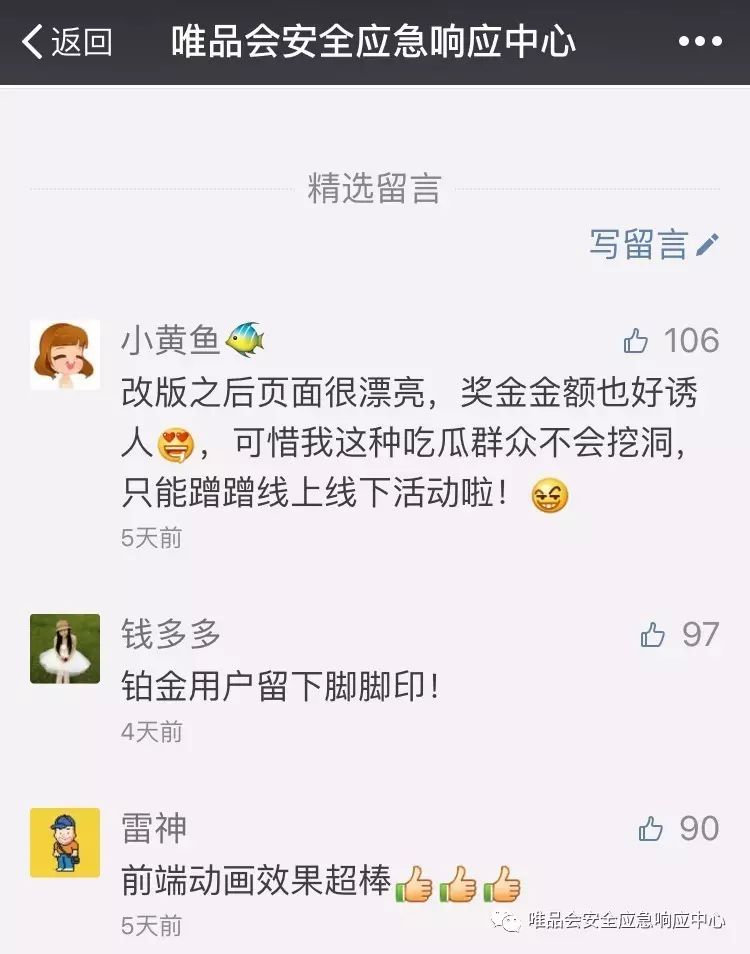 返回 唯品会安全应急响应中心
精选留言
写留言
小黄鱼🐠 106
改版之后页面很漂亮，奖金金额也好诱
人😍，可惜我这种吃瓜群众不会挖洞，
只能蹭蹭线上线下活动啦！😆
5天前
钱多多 97
铂金用户留下脚脚印！
4天前
雷神 90
前端动画效果超棒👍👍👍
5天前
唯品会安全应急响应中心